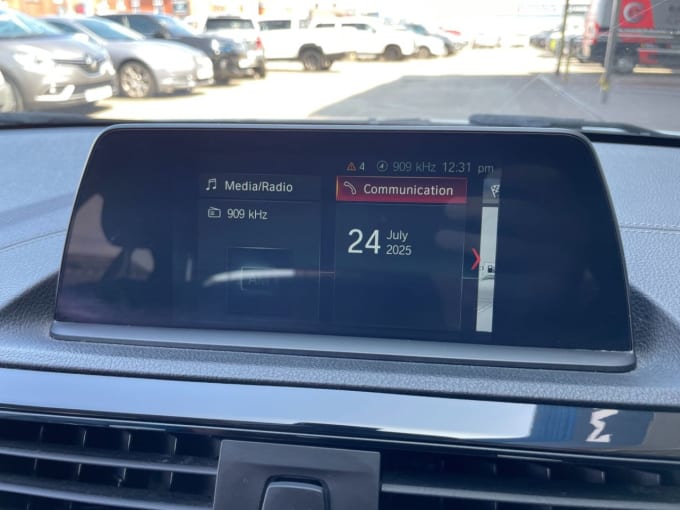 4 909 kHz 12:31 pm
Media/Radio
Communication
909 kHz
24 July
2025